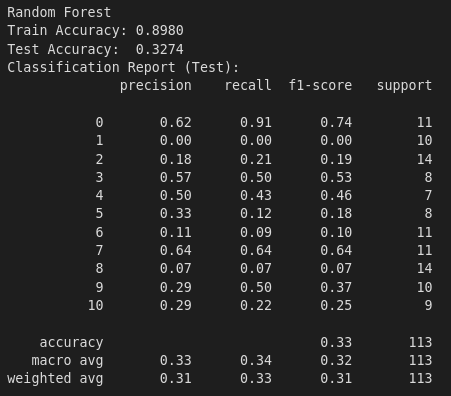 Random Forest
Train Accuracy: 0.8980
Test Accuracy:  0.3274
Classification Report (Test):
              precision    recall  f1-score   support

           0       0.62      0.91      0.74        11
           1       0.00      0.00      0.00        10
           2       0.18      0.21      0.19        14
           3       0.57      0.50      0.53         8
           4       0.50      0.43      0.46         7
           5       0.33      0.12      0.18         8
           6       0.11      0.09      0.10        11
           7       0.64      0.64      0.64        11
           8       0.07      0.07      0.07        14
           9       0.29      0.50      0.37        10
          10       0.29      0.22      0.25         9

    accuracy                           0.33       113
   macro avg       0.33      0.34      0.32       113
weighted avg       0.31      0.33      0.31       113